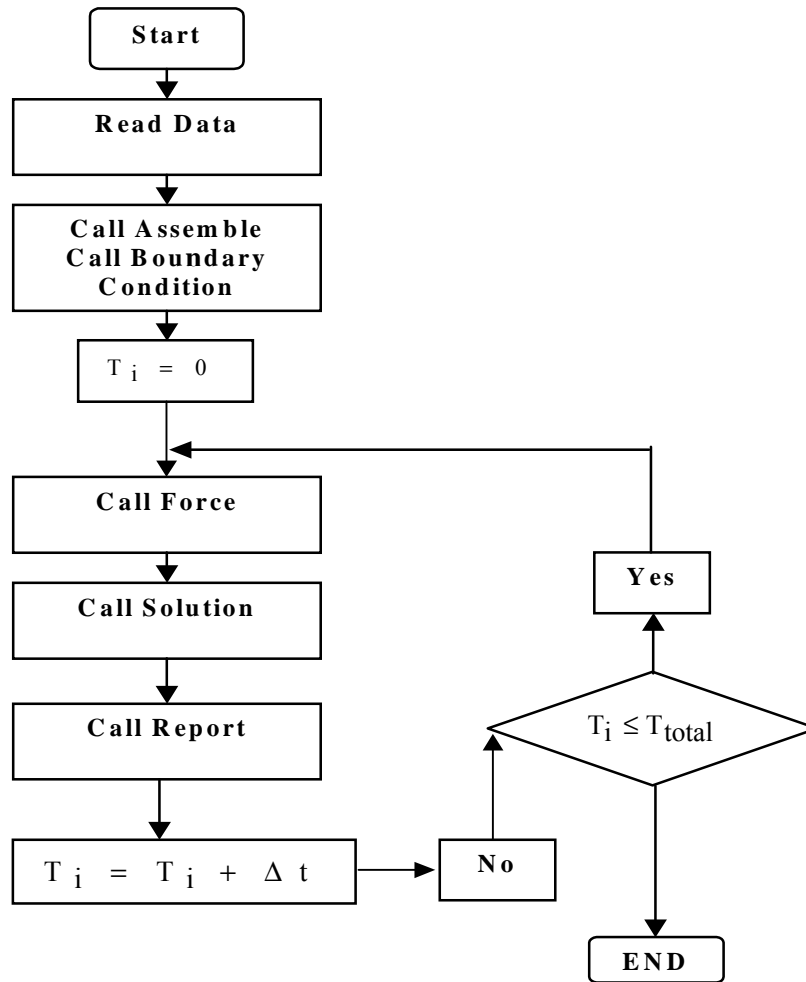 Start
Read Data
Call Assemble
Call Boundary
Condition
T i = 0
Call Force
Call Solution
Call Report
T i = T i + Δ t
No
Yes
Ti ≤ Ttotal
END